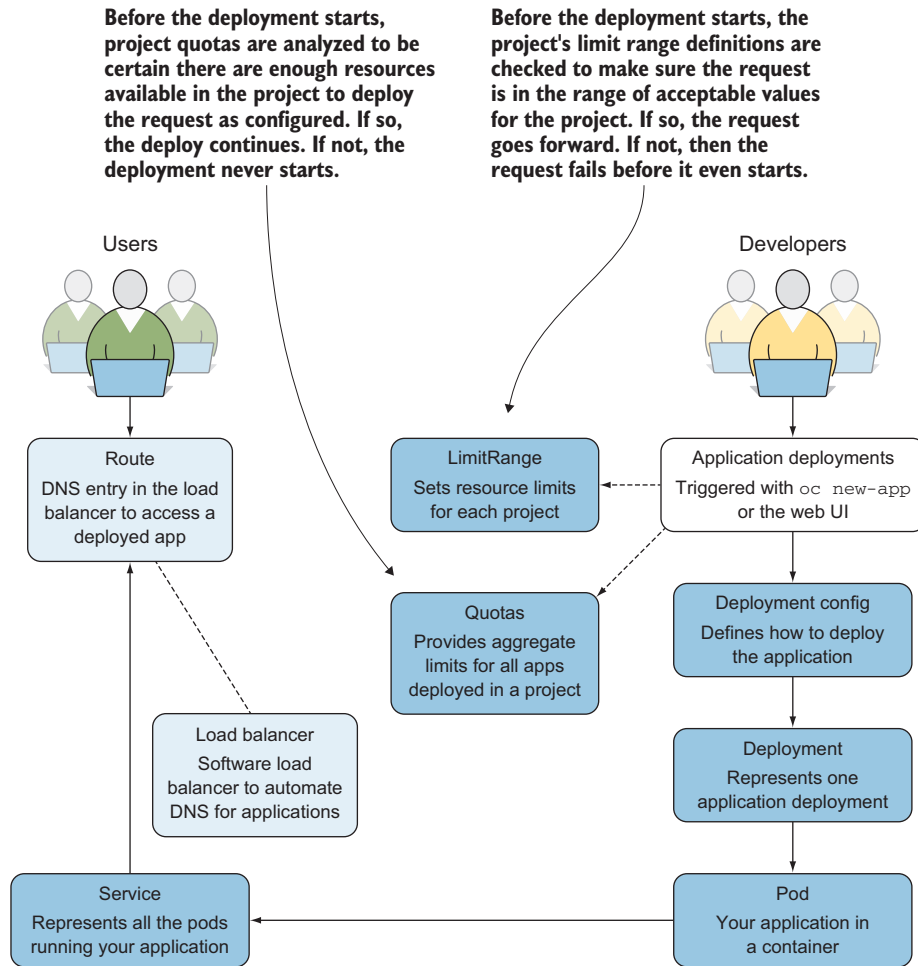 Before the deployment starts,
project quotas are analyzed to be
certain there are enough resources
available in the project to deploy
the request as configured. If so,
the deploy continues. If not, the
deployment never starts.
Before the deployment starts, the
project's limit range definitions are
checked to make sure the request
is in the range of acceptable values
for the project. If so, the request
goes forward. If not, then the
request fails before it even starts.
Users
Developers
Route
DNS entry in the load
balancer to access a
deployed app
LimitRange
Sets resource limits
for each project
Application deployments
Triggered with oc new-app
or the web UI
Quotas
Provides aggregate
limits for all apps
deployed in a project
Deployment config
Defines how to deploy
the application
Load balancer
Software load
balancer to automate
DNS for applications
Deployment
Represents one
application deployment
Service
Represents all the pods
running your application
Pod
Your application in
a container